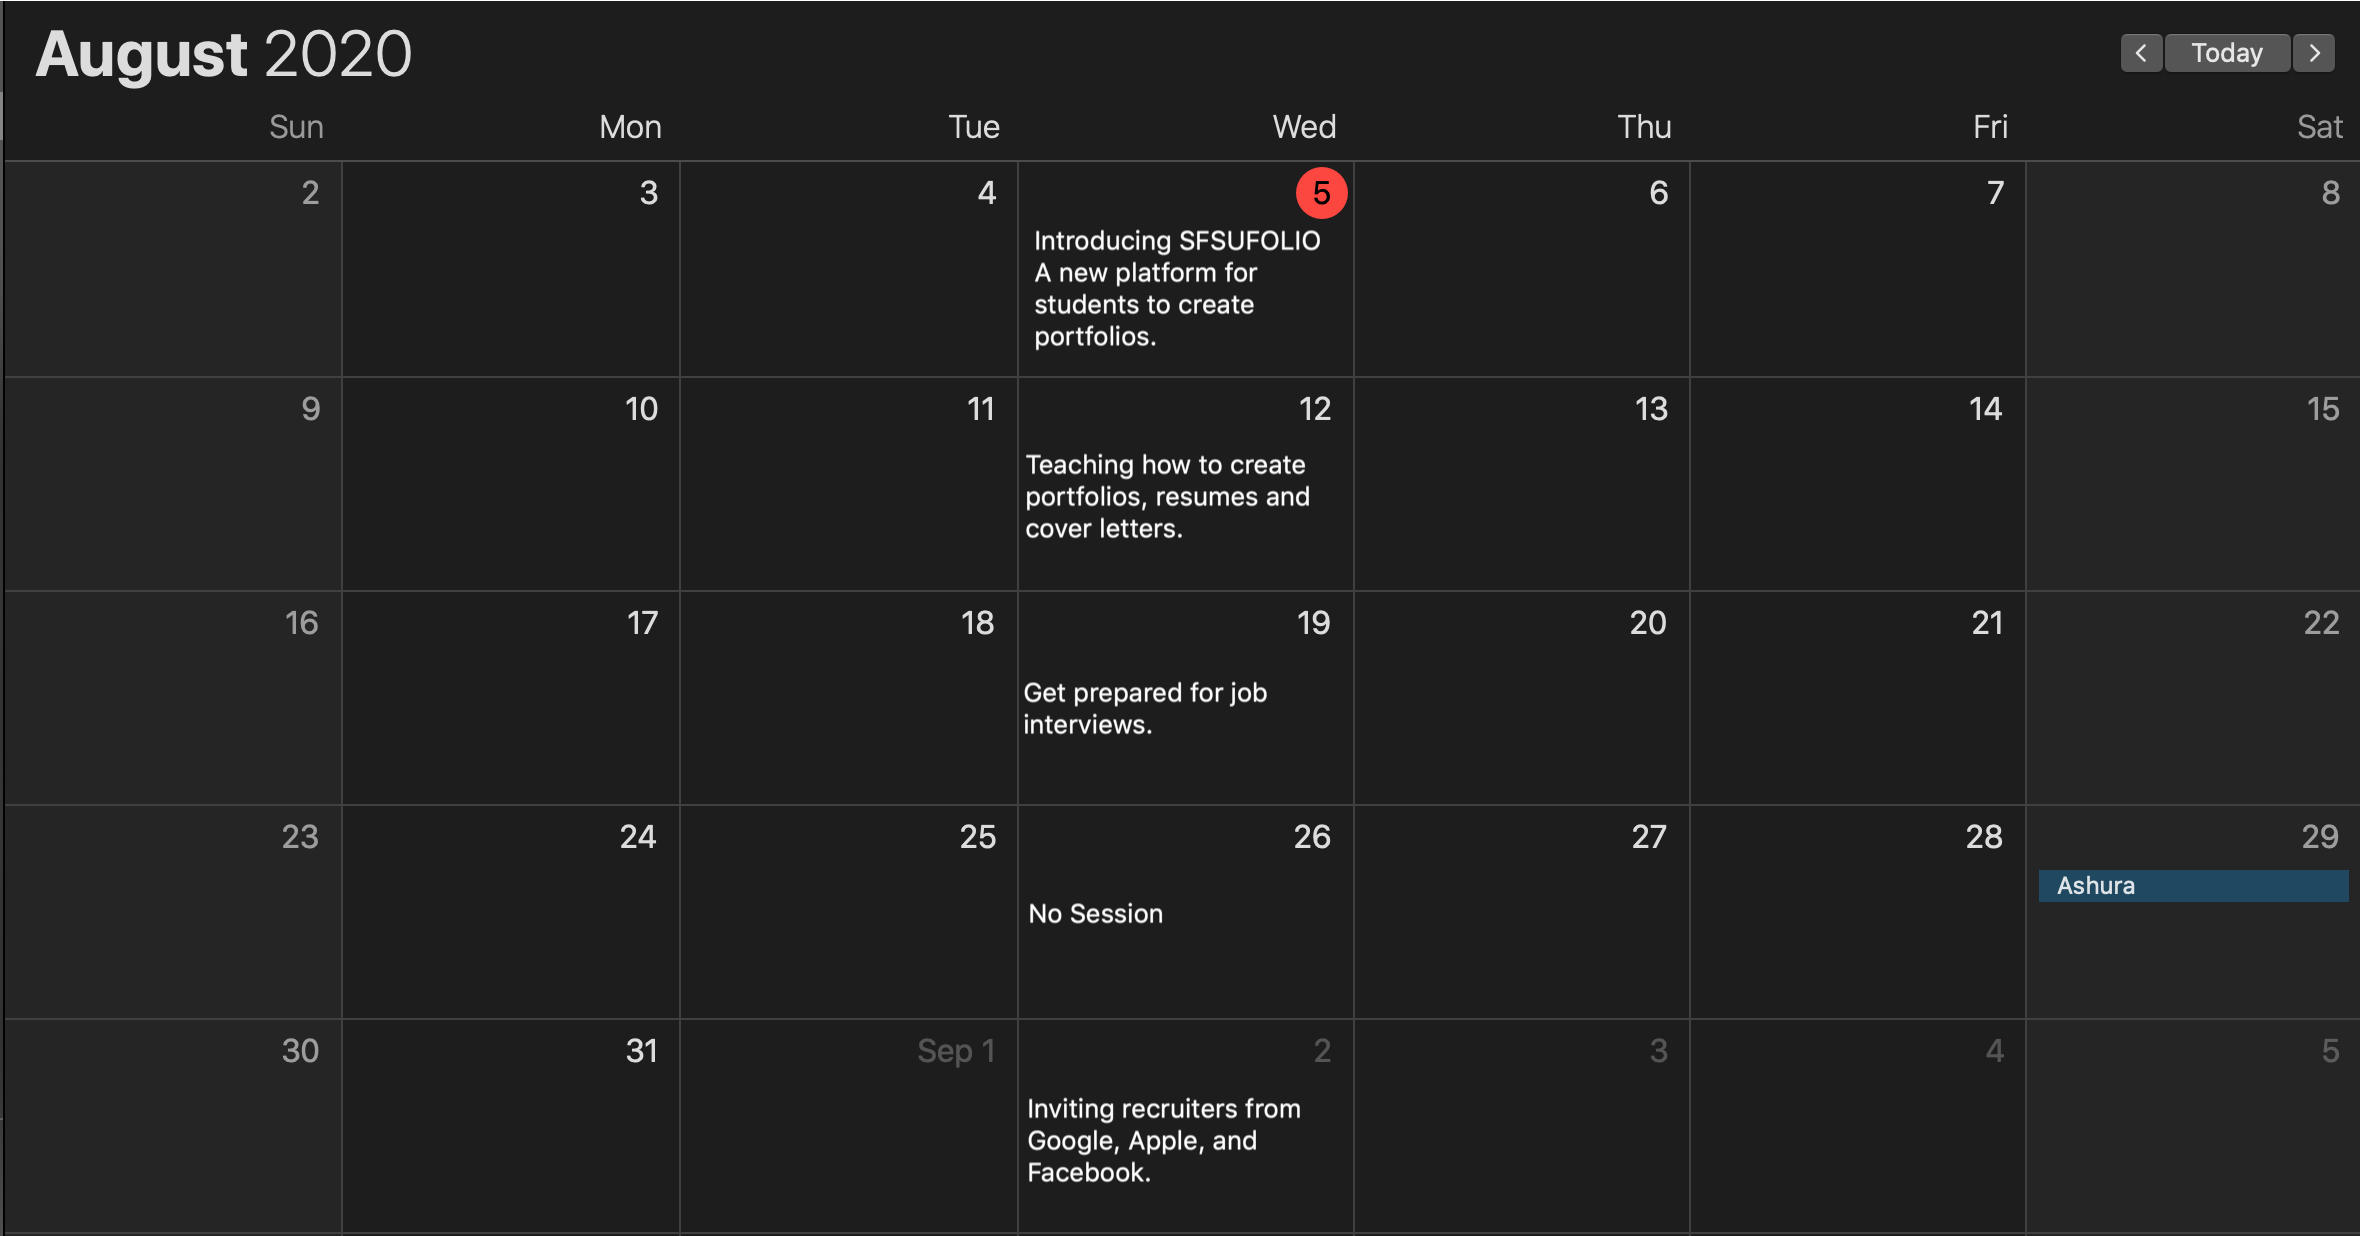 August 2020
Today
Sun Mon Tue Wed Thu Fri Sat
2 3 4 5 6 7 8
Introducing SFSUFOLIO
A new platform for
students to create
portfolios.
9 10 11 12 13 14 15
Teaching how to create
portfolios, resumes and
cover letters.
16 17 18 19 20 21 22
Get prepared for job
interviews.
23 24 25 26 27 28 29
Ashura
No Session
30 31 Sep 1 2 3 4 5
Inviting recruiters from
Google, Apple, and
Facebook.